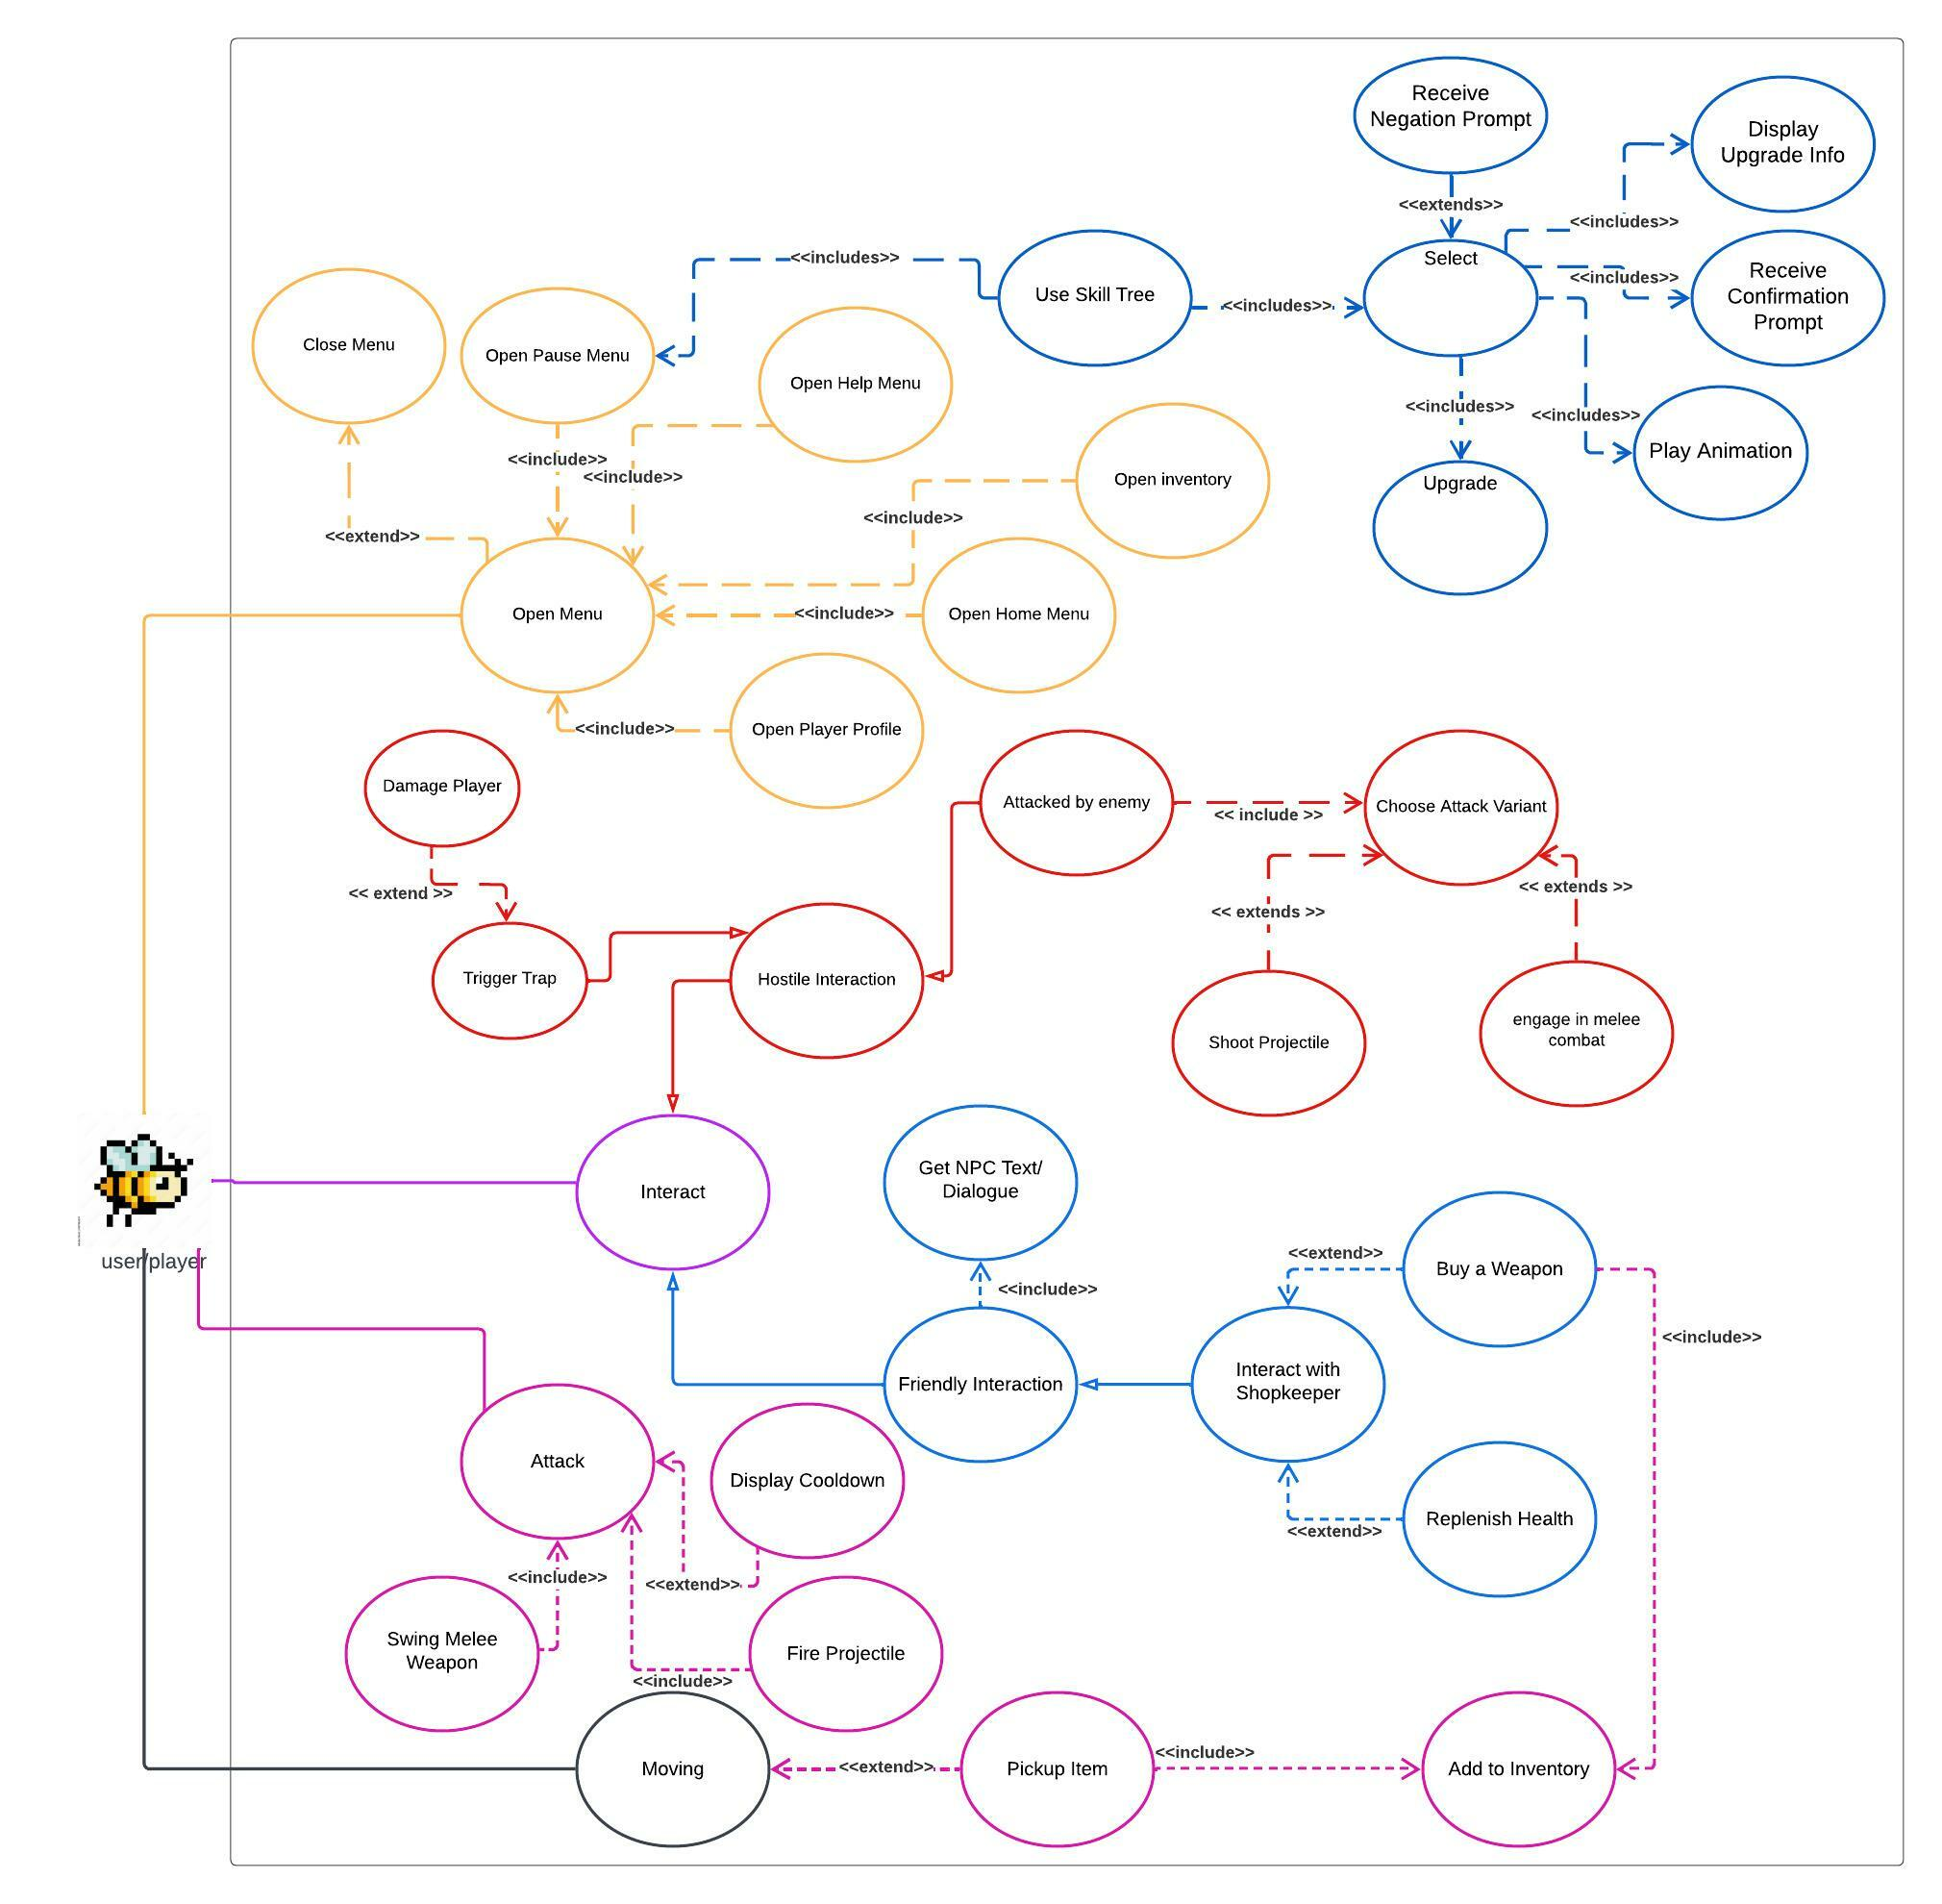 Receive
Negation Prompt
Display
Upgrade Info
<<extends>>
<<includes>>
<<includes>>
Select
Receive
Confirmation
Prompt
<<includes>>
Use Skill Tree
<<includes>>
Close Menu
Open Pause Menu
Open Help Menu
<<includes>>
<<includes>>
Play Animation
<<include>>
<<include>>
Open inventory
Upgrade
<<include>>
<<extend>>
Open Menu
<<include>>
Open Home Menu
<<include>>
Open Player Profile
Damage Player
Attacked by enemy
<< include >>
Choose Attack Variant
<< extend >>
<< extends >>
<< extends >>
Trigger Trap
Hostile Interaction
Shoot Projectile
engage in melee
combat
Get NPC Text/
Dialogue
Interact
user/player
<<include>>
<<extend>>
Buy a Weapon
<<include>>
Friendly Interaction
Interact with
Shopkeeper
Attack
Display Cooldown
Replenish Health
<<extend>>
<<include>>
<<extend>>
Swing Melee
Weapon
Fire Projectile
<<include>>
Moving
<<extend>>
Pickup Item
<<include>>
Add to Inventory